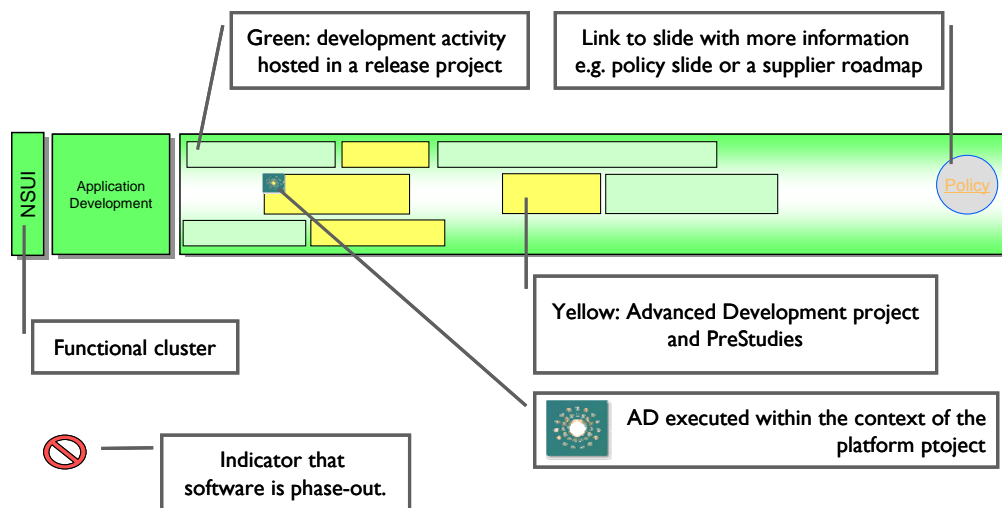 Green: development activity
hosted in a release project
Link to slide with more information
e.g. policy slide or a supplier roadmap
NSUI
Application
Development
Policy
Yellow: Advanced Development project
and PreStudies
Functional cluster
AD executed within the context of the
platform ptoject
Indicator that
software is phase-out.